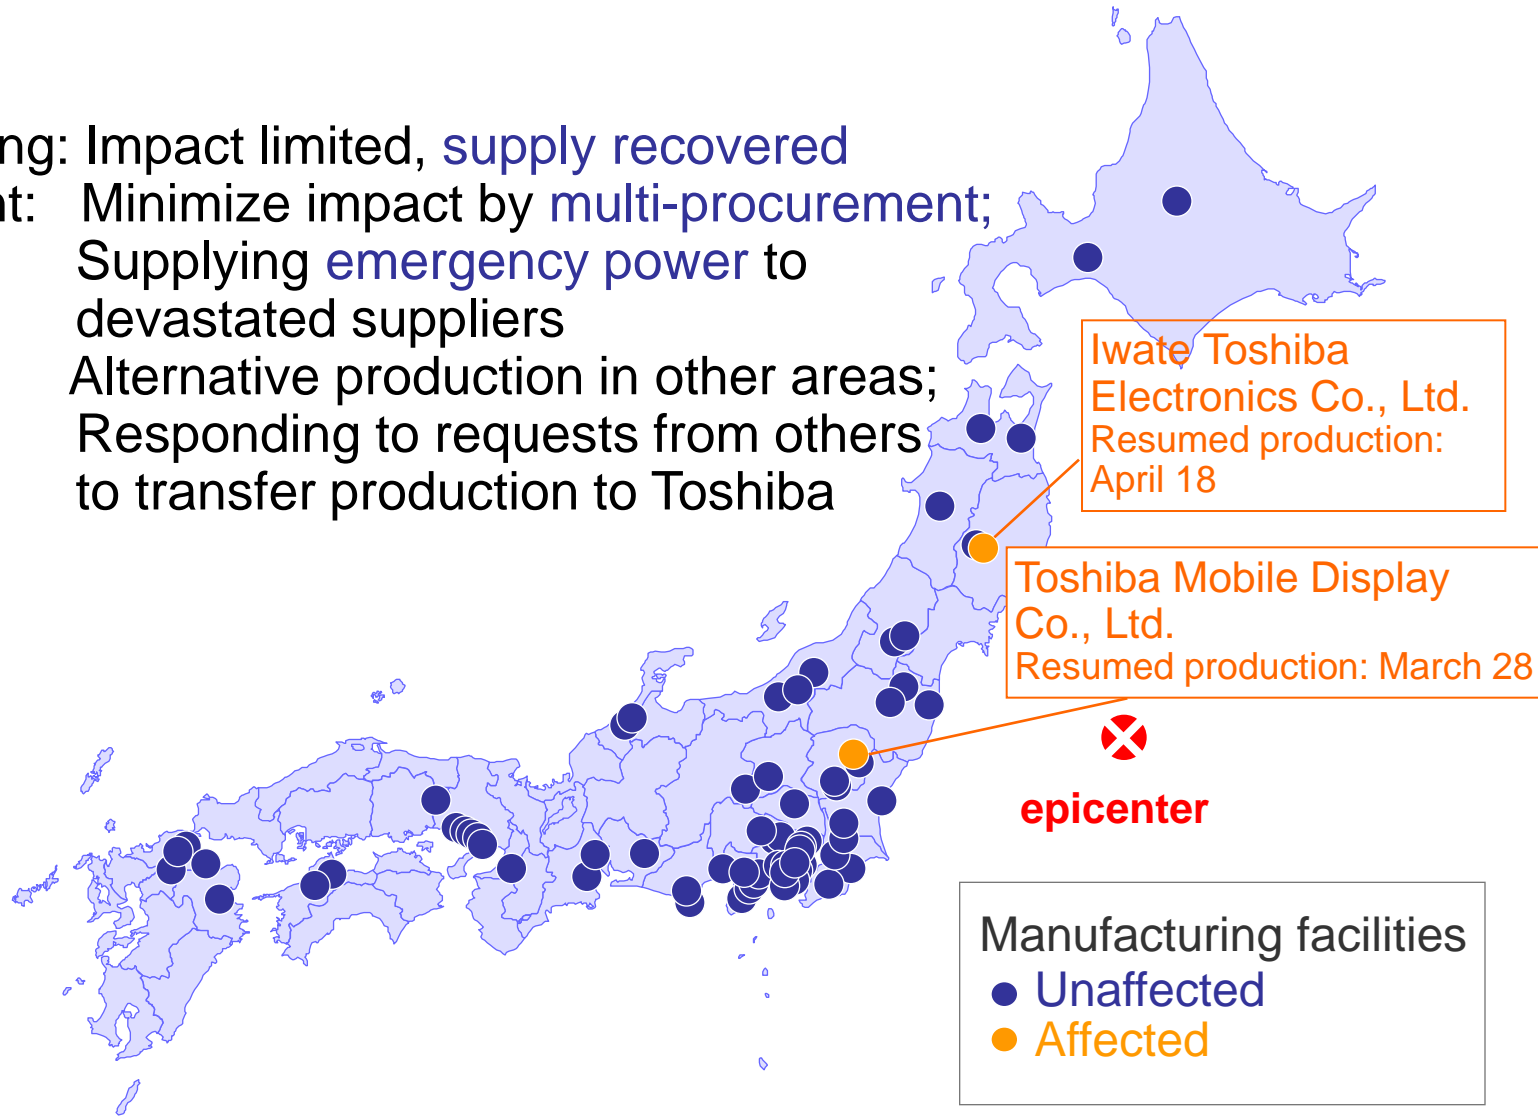 ng: Impact limited, supply recovered
nt: Minimize impact by multi-procurement;
Supplying emergency power to
devastated suppliers
Alternative production in other areas;
Responding to requests from others
to transfer production to Toshiba
Iwate Toshiba
Electronics Co., Ltd.
Resumed production:
April 18
Toshiba Mobile Display
Co., Ltd.
Resumed production: March 28
epicenter
Manufacturing facilities
Unaffected
Affected